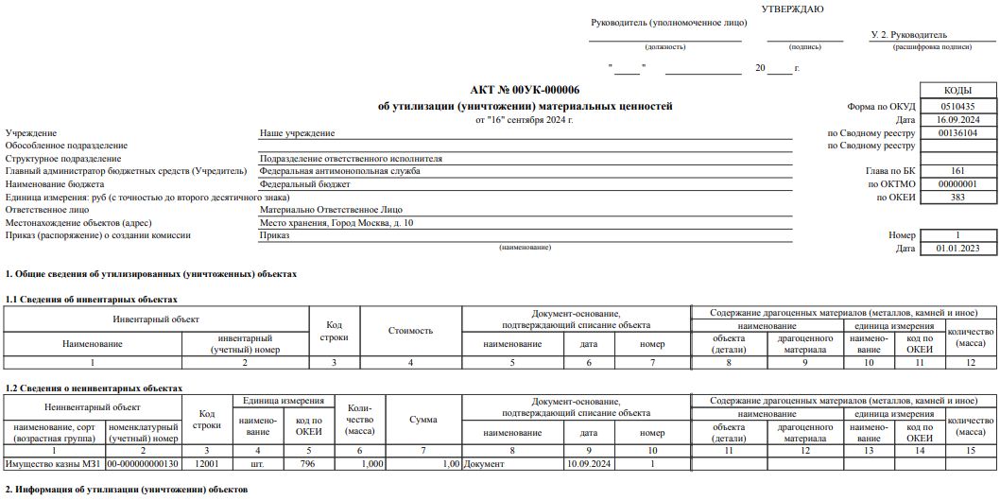 УТВЕРЖДАЮ
Руководитель (уполномоченное лицо)
У. 2. Руководитель
(должность) (подпись) (расшифровка подписи)
" " 20 г.
АКТ № 00УК-000006
об утилизации (уничтожении) материальных ценностей
от "16" сентября 2024 г.
КОДЫ
Форма по ОКУД 0510435
Дата 16.09.2024
Учреждение Наше учреждение по Сводному реестру 00136104
Обособленное подразделение по Сводному реестру
Структурное подразделение Подразделение ответственного исполнителя
Главный администратор бюджетных средств (Учредитель) Федеральная антимонопольная служба Глава по БК 161
Наименование бюджета Федеральный бюджет по ОКТМО 00000001
Единица измерения: руб (с точностью до второго десятичного знака) по ОКЕИ 383
Ответственное лицо Материально Ответственное Лицо
Местонахождение объектов (адрес) Место хранения, Город Москва, д. 10
Приказ (распоряжение) о создании комиссии Приказ Номер 1
(наименование) Дата 01.01.2023
1. Общие сведения об утилизированных (уничтоженных) объектах
1.1 Сведения об инвентарных объектах
Инвентарный объект
Наименование
инвентарный
(учетный) номер
Код
строки
Стоимость
Документ-основание,
подтверждающий списание объекта
наименование дата номер
Содержание драгоценных материалов (металлов, камней и иное)
наименование единица измерения
объекта
(детали)
драгоценного
материала
наимено-
вание
код по
ОКЕИ
количество
(масса)
1 2 3 4 5 6 7 8 9 10 11 12
1.2 Сведения о неинвентарных объектах
Неинвентарный объект
наименование, сорт
(возрастная группа)
номенклатурный
(учетный) номер
Код
строки
Единица измерения
наимено-
вание
код по
ОКЕИ
Коли-
чество
(масса)
Сумма
Документ-основание,
подтверждающий списание объекта
наименование дата номер
Содержание драгоценных материалов (металлов, камней и иное)
наименование единица измерения
объекта
(детали)
драгоценного
материала
наимено-
вание
код по
ОКЕИ
количество
(масса)
1 2 3 4 5 6 7 8 9 10 11 12 13 14 15
Имущество казны МЗ1 00-000000000130 12001 шт. 796 1,000 1,00 Документ 10.09.2024 1
2. Информация об утилизации (уничтожении) объектов